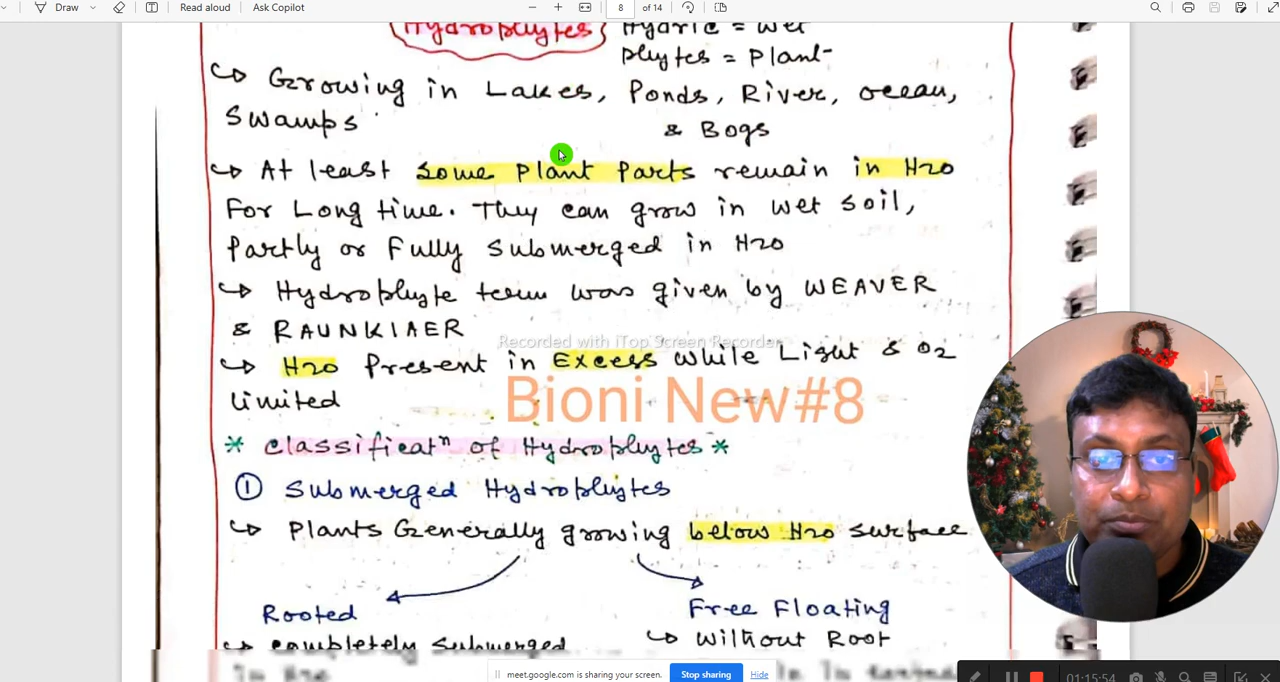 Draw
Read aloud
Ask Copilot
8
of 14
Hydrophytes
Hydric = wet
phytes = Plant
Growing in Lakes, Ponds, River, ocean,
Swamps
& Bogs
At least some Plant Parts remain in H2O
For Long time. They can grow in wet soil,
Partly or Fully Submerged in H2O
Hydrophyte term was given by WEAVER
& RAUNKIAER
Recorded with iTop Screen Recorder
H2O Present in Excess while Light & O2
limited
Bioni New#8
* Classificatn of Hydrophytes *
① Submerged Hydrophytes
Plants Generally growing below H2O surface
Rooted
Free Floating
completely submerged
without Root
meet.google.com is sharing your screen.
Stop sharing
Hide
01:15:54